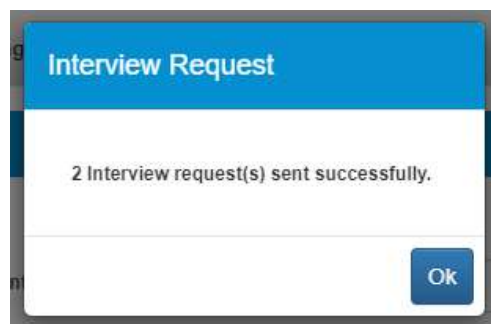 Interview Request
2 Interview request(s) sent successfully.
Ok